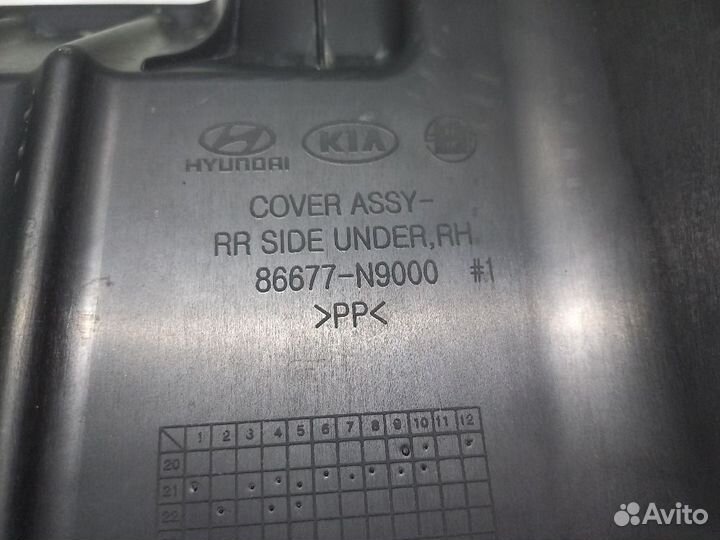 HYUNDAI KIA
COVER ASSY-
RR SIDE UNDER,RH
86677-N9000 #1
>PP<
1 2 3 4 5 6 7 8 9 10 11 12
20
21
22
Avito